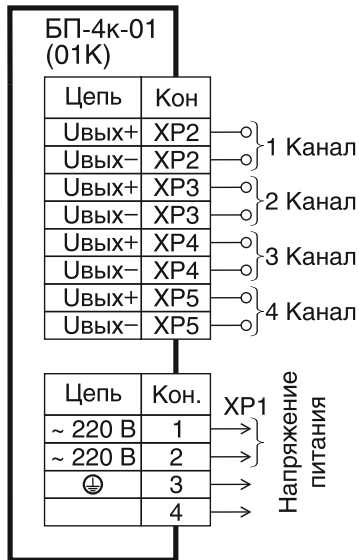 БП-4к-01
(01К)
Цепь Кон
Uвых+ XP2
Uвых– XP2
1 Канал
Uвых+ XP3
Uвых– XP3
2 Канал
Uвых+ XP4
Uвых– XP4
3 Канал
Uвых+ XP5
Uвых– XP5
4 Канал
Цепь Кон.
XP1
~ 220 В 1
~ 220 В 2
3
4
Напряжение
питания